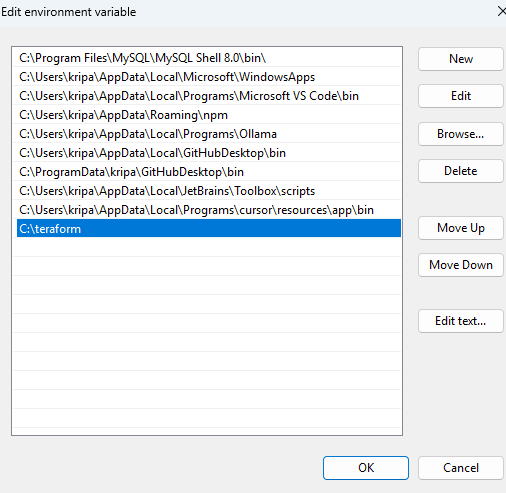 Edit environment variable
C:\Program Files\MySQL\MySQL Shell 8.0\bin\
C:\Users\kripa\AppData\Local\Microsoft\WindowsApps
C:\Users\kripa\AppData\Local\Programs\Microsoft VS Code\bin
C:\Users\kripa\AppData\Roaming\npm
C:\Users\kripa\AppData\Local\Programs\Ollama
C:\Users\kripa\AppData\Local\GitHubDesktop\bin
C:\ProgramData\kripa\GitHubDesktop\bin
C:\Users\kripa\AppData\Local\JetBrains\Toolbox\scripts
C:\Users\kripa\AppData\Local\Programs\cursor\resources\app\bin
C:\teraform
New
Edit
Browse...
Delete
Move Up
Move Down
Edit text...
OK
Cancel